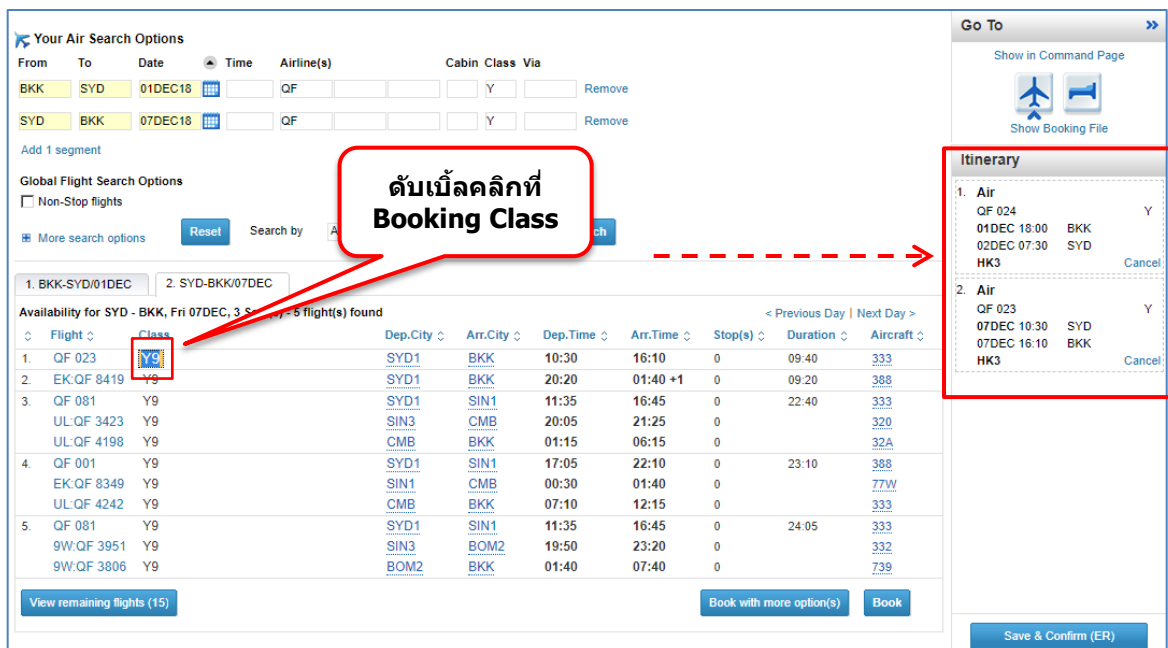 Your Air Search Options
From To Date Time Airline(s) Cabin Class Via
BKK SYD 01DEC18 QF Y Remove
SYD BKK 07DEC18 QF Y Remove
Add 1 segment
Global Flight Search Options
Non-Stop flights
More search options Reset Search by
ดับเบิ้ลคลิกที่
Booking Class
1. BKK-SYD/01DEC 2. SYD-BKK/07DEC
Availability for SYD - BKK, Fri 07DEC, 3 - 5 flight(s) found < Previous Day | Next Day >
Flight Class Dep.City Arr.City Dep.Time Arr.Time Stop(s) Duration Aircraft
1. QF 023 Y9 SYD1 BKK 10:30 16:10 0 09:40 333
2. EK:QF 8419 Y9 SYD1 BKK 20:20 01:40 +1 0 09:20 388
3. QF 081 Y9 SYD1 SIN1 11:35 16:45 0 22:40 333
UL:QF 3423 Y9 SIN3 CMB 20:05 21:25 0 320
UL:QF 4198 Y9 CMB BKK 01:15 06:15 0 32A
4. QF 001 Y9 SYD1 SIN1 17:05 22:10 0 23:10 388
EK:QF 8349 Y9 SIN1 CMB 00:30 01:40 0 77W
UL:QF 4242 Y9 CMB BKK 07:10 12:15 0 333
5. QF 081 Y9 SYD1 SIN1 11:35 16:45 0 24:05 333
9W:QF 3951 Y9 SIN3 BOM2 19:50 23:20 0 332
9W:QF 3806 Y9 BOM2 BKK 01:40 07:40 0 739
View remaining flights (15) Book with more option(s) Book
Go To »
Show in Command Page
Show Booking File
Itinerary
1. Air
QF 024 Y
01DEC 18:00 BKK
02DEC 07:30 SYD
HK3 Cancel
2. Air
QF 023 Y
07DEC 10:30 SYD
07DEC 16:10 BKK
HK3 Cancel
Save & Confirm (ER)